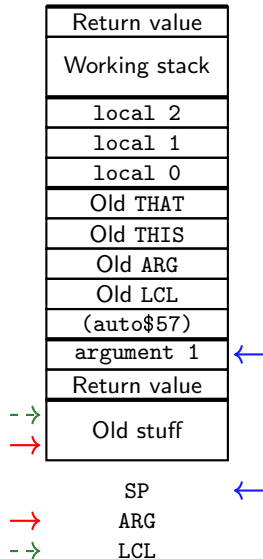 Return value
Working stack
local 2
local 1
local 0
Old THAT
Old THIS
Old ARG
Old LCL
(auto$57)
argument 1
Return value
Old stuff
SP
ARG
LCL